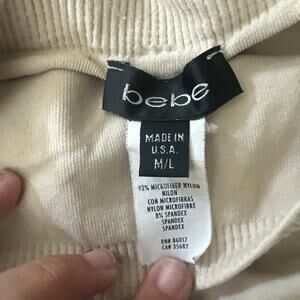 bebe
MADE IN
U.S.A.
M/L
92% MICROFIBER NYLON
NILON
CON MICROFIBRAS
NYLON MICROFIBRE
8% SPANDEX
SPANDEX
SPANDEX
RN# 86017
CA# 35682